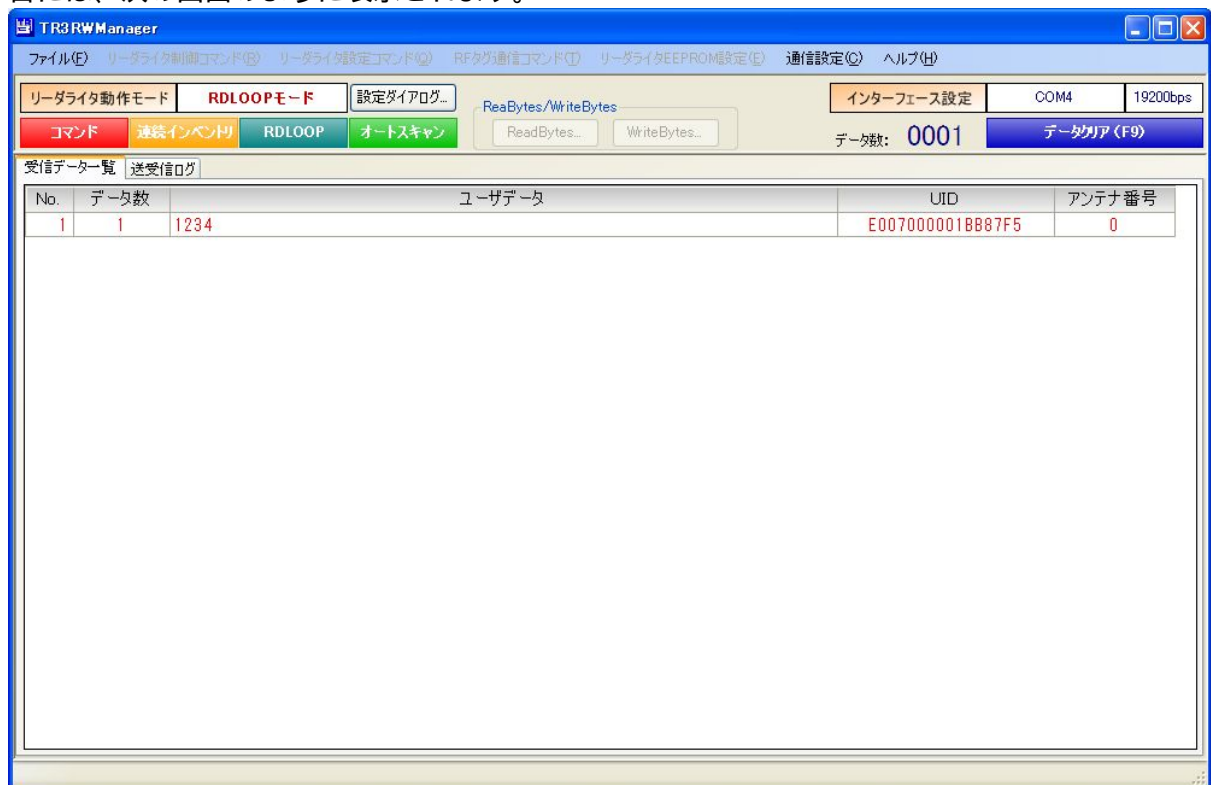 TR3RWManager
ファイル(F) リーダライタ制御コマンド(R) リーダライタ設定コマンド(Q) RFタグ通信コマンド(T) リーダライタEEPROM設定(E) 通信設定(C) ヘルプ(H)
リーダライタ動作モード RDLOOPモード 設定ダイアログ... ReaBytes/WriteBytes インターフェース設定 COM4 19200bps
コマンド 連続インベントリ RDLOOP オートスキャン ReadBytes... WriteBytes... データ数: 0001 データクリア(F9)
受信データ一覧 送受信ログ
No. データ数 ユーザデータ UID アンテナ番号
1 1 1234 E007000001BB87F5 0